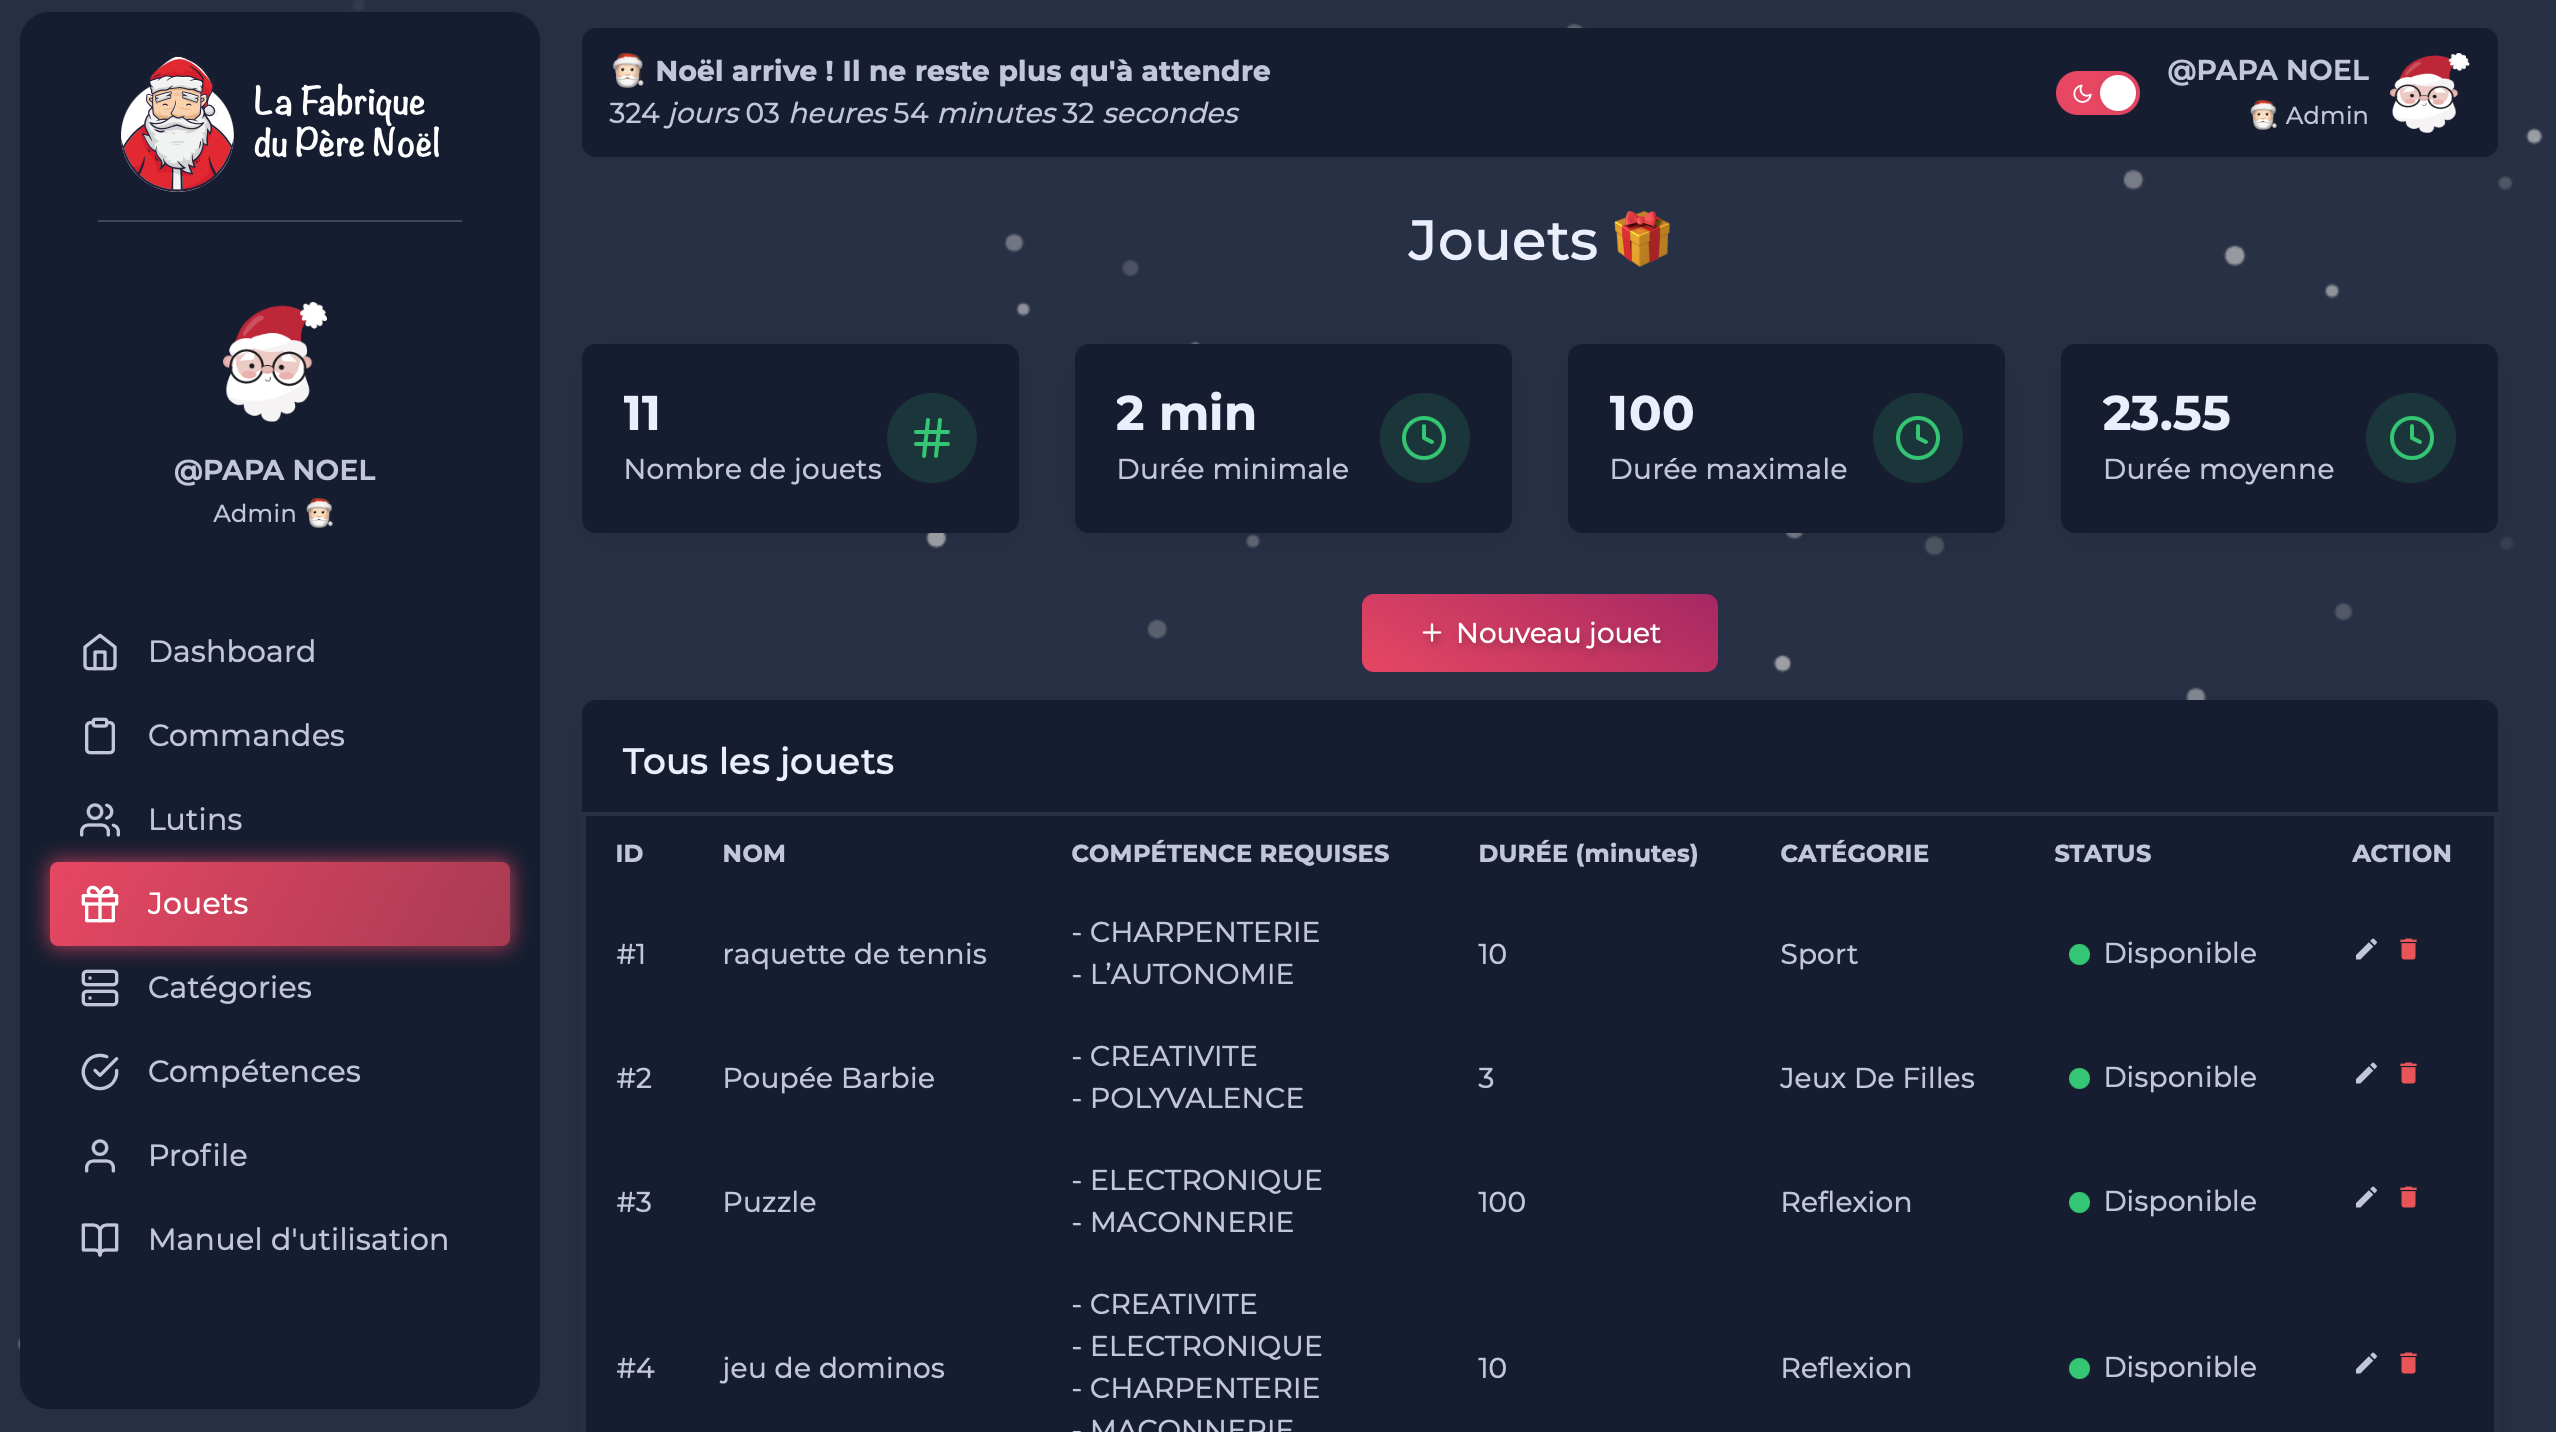 La Fabrique
du Père Noël
@PAPA NOEL
Admin
Dashboard
Commandes
Lutins
Jouets
Catégories
Compétences
Profile
Manuel d'utilisation
Noël arrive ! Il ne reste plus qu'à attendre
324 jours 03 heures 54 minutes 32 secondes
@PAPA NOEL
Admin
Jouets
11
Nombre de jouets
2 min
Durée minimale
100
Durée maximale
23.55
Durée moyenne
+ Nouveau jouet
Tous les jouets
ID NOM COMPÉTENCE REQUISES DURÉE (minutes) CATÉGORIE STATUS ACTION
#1 raquette de tennis - CHARPENTERIE 10 Sport Disponible
- L’AUTONOMIE
#2 Poupée Barbie - CREATIVITE 3 Jeux De Filles Disponible
- POLYVALENCE
#3 Puzzle - ELECTRONIQUE 100 Reflexion Disponible
- MACONNERIE
- CREATIVITE
- ELECTRONIQUE
#4 jeu de dominos - CHARPENTERIE 10 Reflexion Disponible
- MACONNERIE